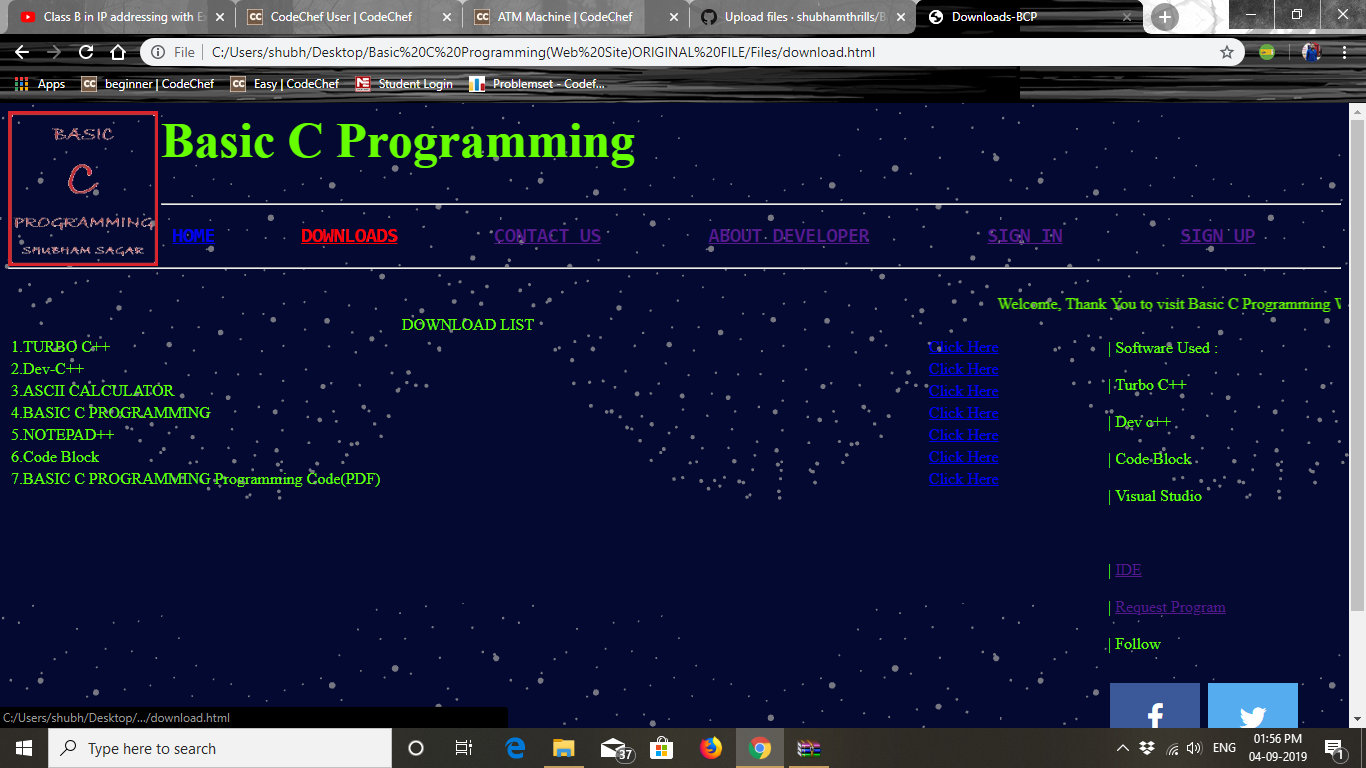 Class B in IP addressing with Ex
CodeChef User | CodeChef
ATM Machine | CodeChef
Upload files · shubhamthrills/B
Downloads-BCP
File
C:/Users/shubh/Desktop/Basic%20C%20Programming(Web%20Site)ORIGINAL%20FILE/Files/download.html
Apps
CC beginner | CodeChef
CC Easy | CodeChef
Student Login
Problemset - Codef...
BASIC
C
PROGRAMMING
SHUBHAM SAGAR
Basic C Programming
HOME DOWNLOADS CONTACT US ABOUT DEVELOPER SIGN IN SIGN UP
Welcome, Thank You to visit Basic C Programming W
DOWNLOAD LIST
1.TURBO C++ Click Here
2.Dev-C++ Click Here
3.ASCII CALCULATOR Click Here
4.BASIC C PROGRAMMING Click Here
5.NOTEPAD++ Click Here
6.Code Block Click Here
7.BASIC C PROGRAMMING Programming Code(PDF) Click Here
| Software Used :
| Turbo C++
| Dev c++
| Code-Block
| Visual Studio
| IDE
| Request Program
| Follow
C:/Users/shubh/Desktop/.../download.html
Type here to search
37
ENG
01:56 PM
04-09-2019
1